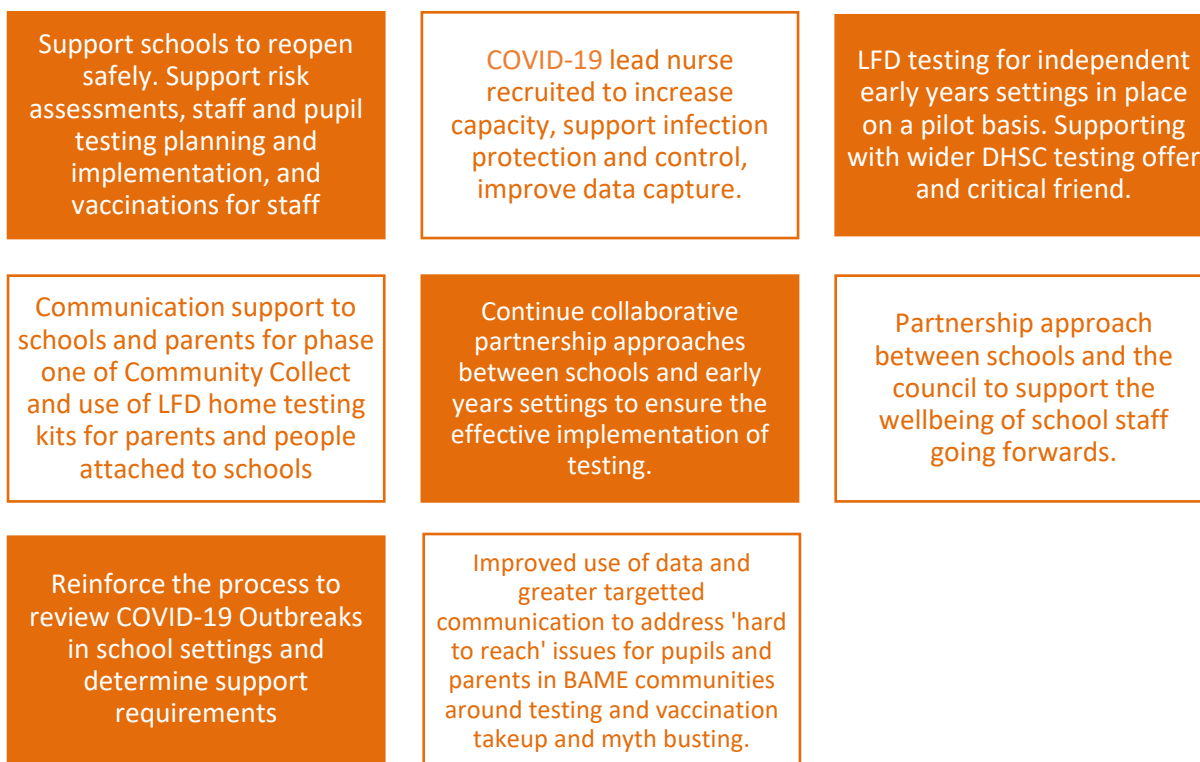 Support schools to reopen
safely. Support risk
assessments, staff and pupil
testing planning and
implementation, and
vaccinations for staff
COVID-19 lead nurse
recruited to increase
capacity, support infection
protection and control,
improve data capture.
LFD testing for independent
early years settings in place
on a pilot basis. Supporting
with wider DHSC testing offer
and critical friend.
Communication support to
schools and parents for phase
one of Community Collect
and use of LFD home testing
kits for parents and people
attached to schools
Continue collaborative
partnership approaches
between schools and early
years settings to ensure the
effective implementation of
testing.
Partnership approach
between schools and the
council to support the
wellbeing of school staff
going forwards.
Reinforce the process to
review COVID-19 Outbreaks
in school settings and
determine support
requirements
Improved use of data and
greater targetted
communication to address 'hard
to reach' issues for pupils and
parents in BAME communities
around testing and vaccination
takeup and myth busting.